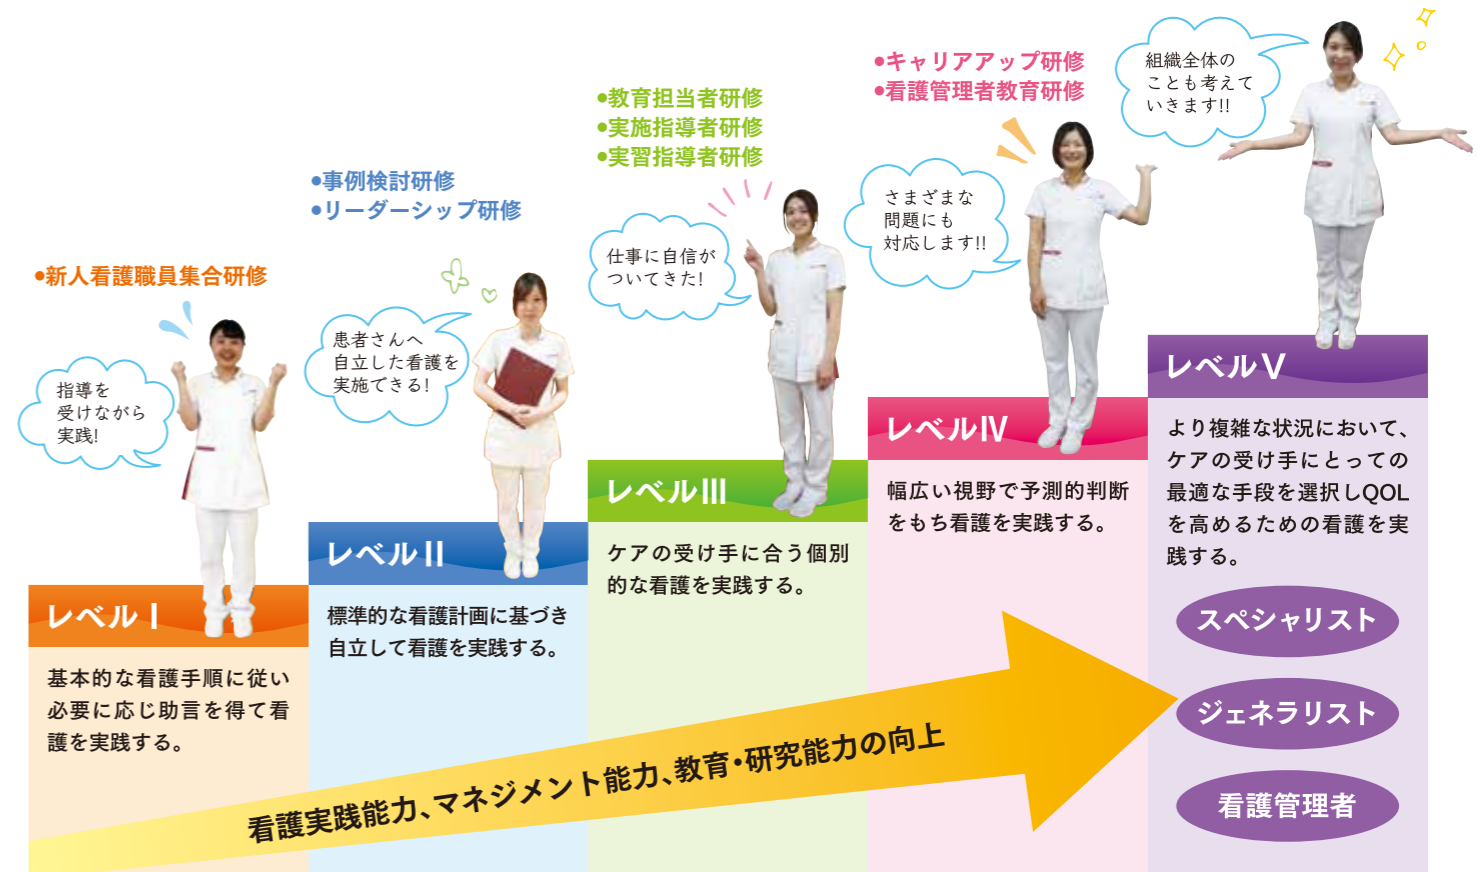 ●新人看護職員集合研修
指導を
受けながら
実践!
レベルⅠ
基本的な看護手順に従い
必要に応じ助言を得て看
護を実践する。
●事例検討研修
●リーダーシップ研修
患者さんへ
自立した看護を
実施できる!
レベルⅡ
標準的な看護計画に基づき
自立して看護を実践する。
●教育担当者研修
●実施指導者研修
●実習指導者研修
仕事に自信が
ついてきた!
レベルⅢ
ケアの受け手に合う個別
的な看護を実践する。
●キャリアアップ研修
●看護管理者教育研修
さまざまな
問題にも
対応します!!
レベルⅣ
幅広い視野で予測的判断
をもち看護を実践する。
組織全体の
ことも考えて
いきます!!
レベルⅤ
より複雑な状況において、
ケアの受け手にとっての
最適な手段を選択しQOL
を高めるための看護を実
践する。
スペシャリスト
ジェネラリスト
看護管理者
看護実践能力、マネジメント能力、教育・研究能力の向上